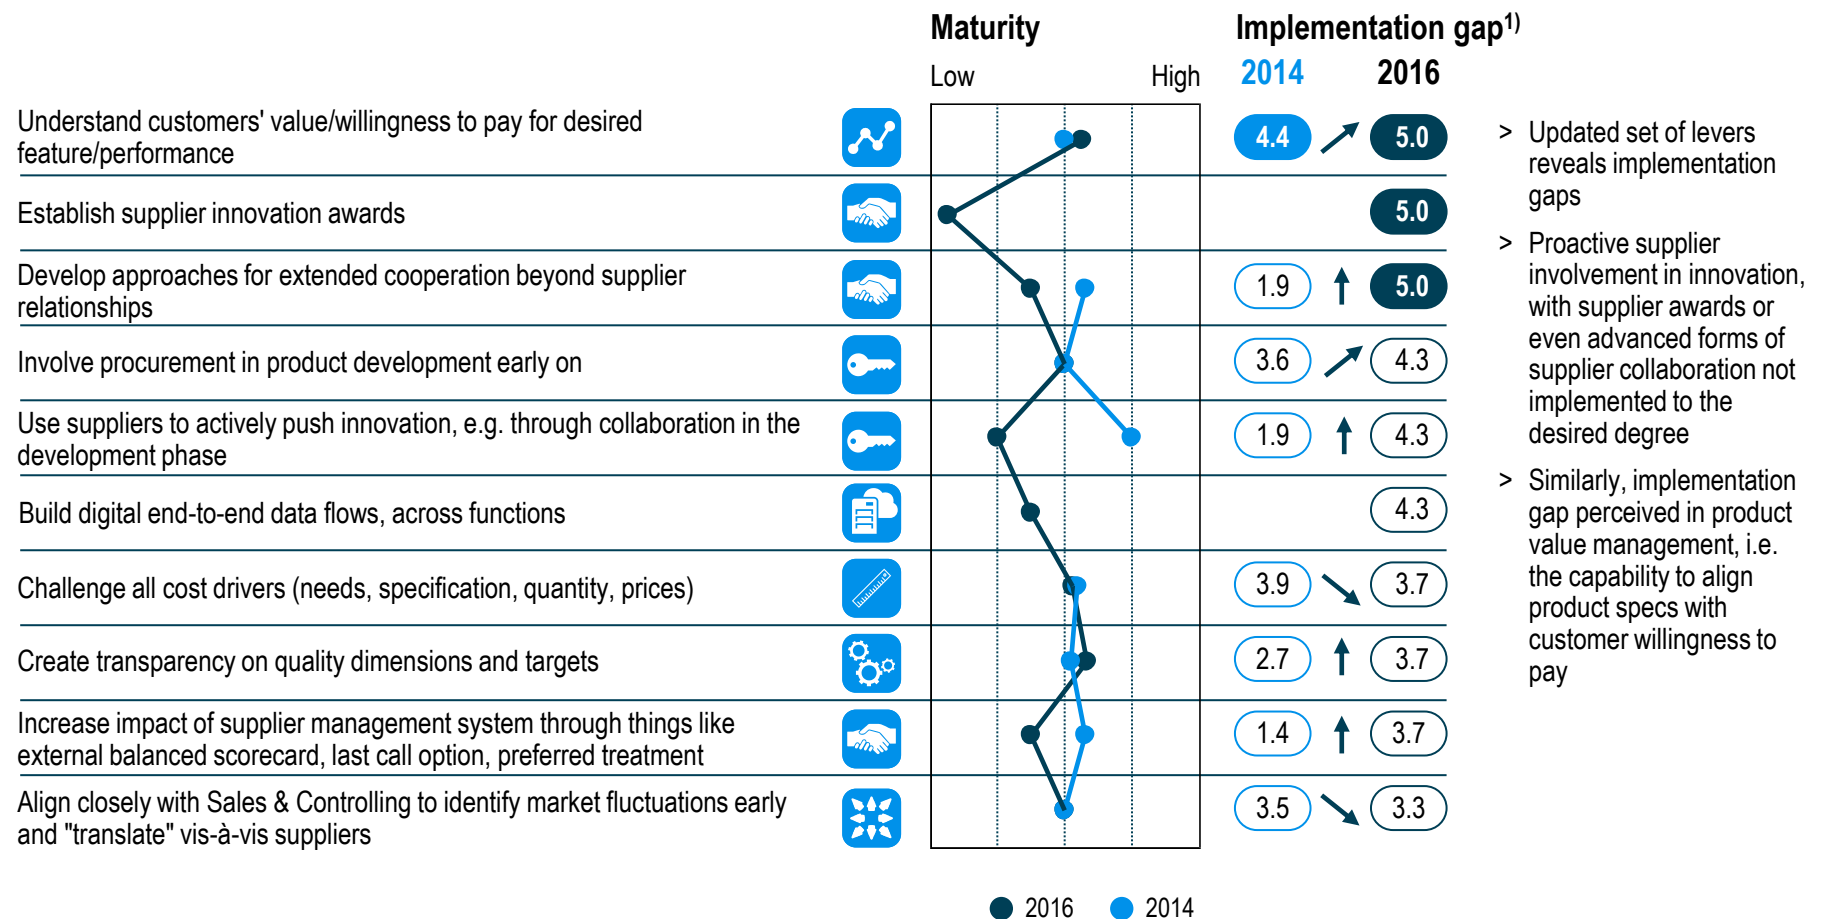 Maturity
Implementation gap1)
Low
High
2014
2016
Understand customers' value/willingness to pay for desired
feature/performance
4.4
5.0
Establish supplier innovation awards
5.0
Develop approaches for extended cooperation beyond supplier
relationships
1.9
5.0
Involve procurement in product development early on
3.6
4.3
Use suppliers to actively push innovation, e.g. through collaboration in the
development phase
1.9
4.3
Build digital end-to-end data flows, across functions
4.3
Challenge all cost drivers (needs, specification, quantity, prices)
3.9
3.7
Create transparency on quality dimensions and targets
2.7
3.7
Increase impact of supplier management system through things like
external balanced scorecard, last call option, preferred treatment
1.4
3.7
Align closely with Sales & Controlling to identify market fluctuations early
and "translate" vis-à-vis suppliers
3.5
3.3
> Updated set of levers
reveals implementation
gaps
> Proactive supplier
involvement in innovation,
with supplier awards or
even advanced forms of
supplier collaboration not
implemented to the
desired degree
> Similarly, implementation
gap perceived in product
value management, i.e.
the capability to align
product specs with
customer willingness to
pay
2016
2014